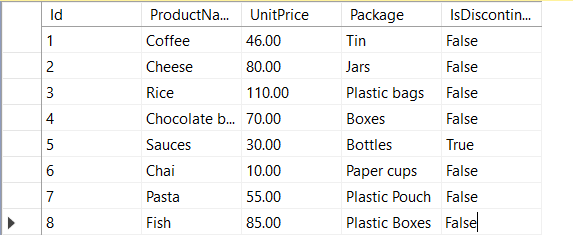 Id ProductNa... UnitPrice Package IsDiscontin...
1 Coffee 46.00 Tin False
2 Cheese 80.00 Jars False
3 Rice 110.00 Plastic bags False
4 Chocolate b... 70.00 Boxes False
5 Sauces 30.00 Bottles True
6 Chai 10.00 Paper cups False
7 Pasta 55.00 Plastic Pouch False
8 Fish 85.00 Plastic Boxes False